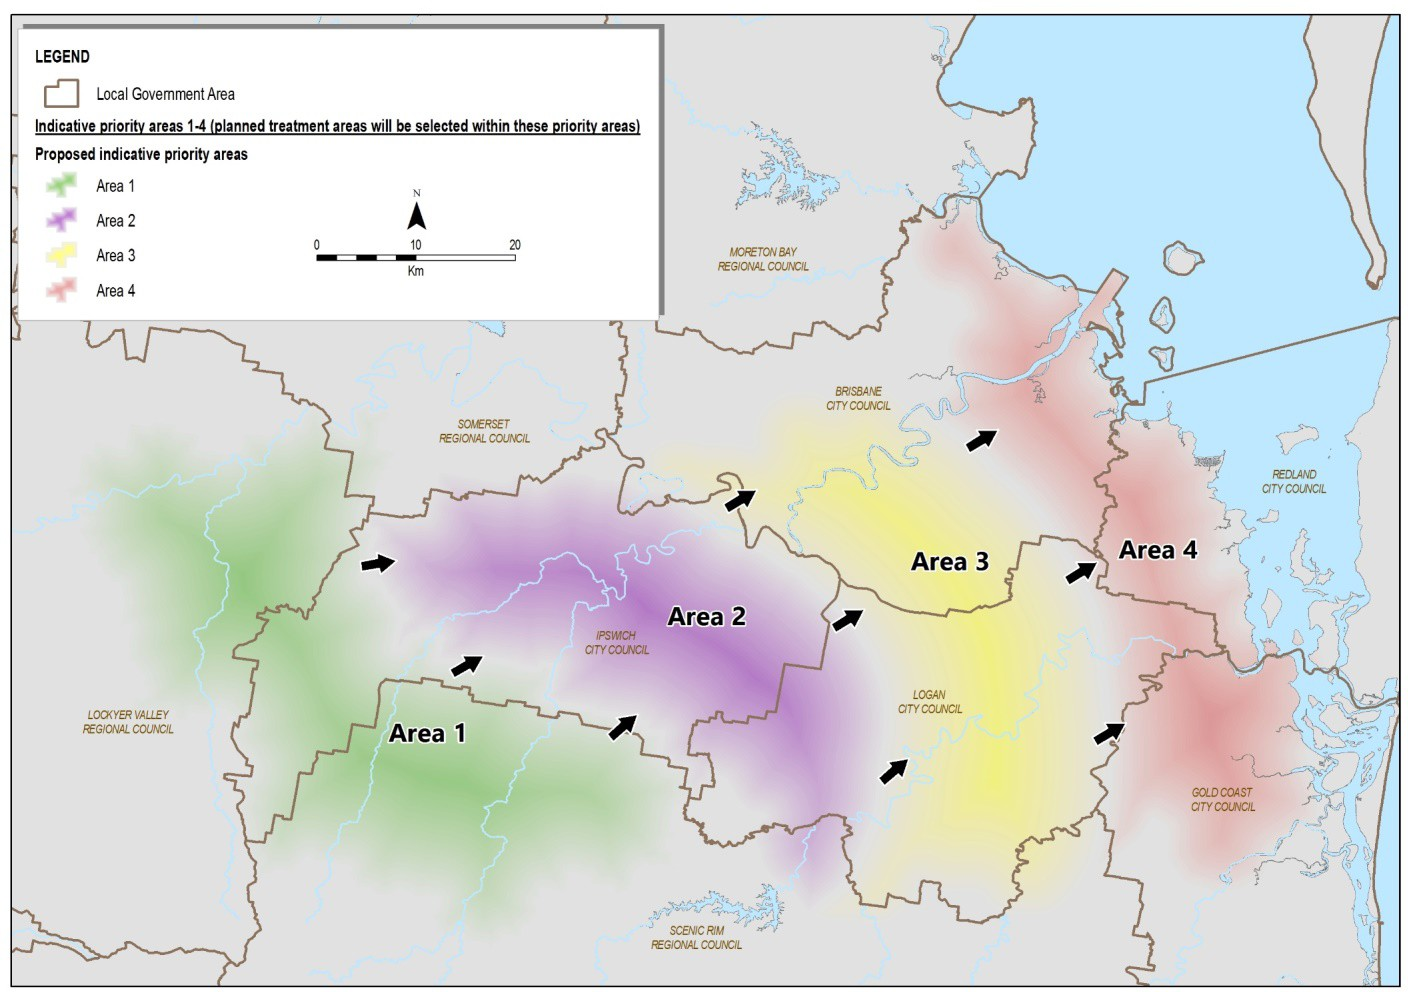 LEGEND
Local Government Area
Indicative priority areas 1-4 (planned treatment areas will be selected within these priority areas)
Proposed indicative priority areas
Area 1
Area 2
Area 3
Area 4
N
0 10 20
Km
MORETON BAY
REGIONAL COUNCIL
BRISBANE
CITY COUNCIL
SOMERSET
REGIONAL COUNCIL
REDLAND
CITY COUNCIL
Area 3
Area 4
Area 2
IPSWICH
CITY COUNCIL
LOGAN
CITY COUNCIL
LOCKYER VALLEY
REGIONAL COUNCIL
Area 1
GOLD COAST
CITY COUNCIL
SCENIC RIM
REGIONAL COUNCIL